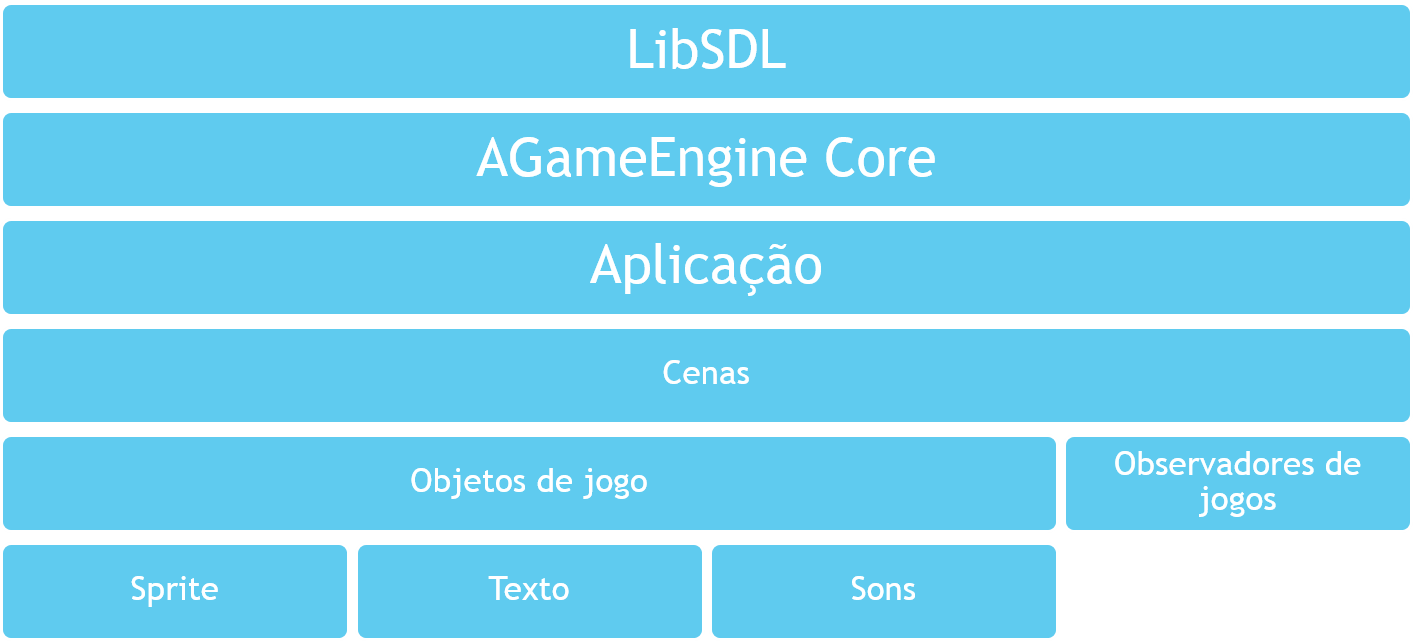 LibSDL
AGameEngine Core
Aplicação
Cenas
Objetos de jogo
Observadores de
jogos
Sprite
Texto
Sons